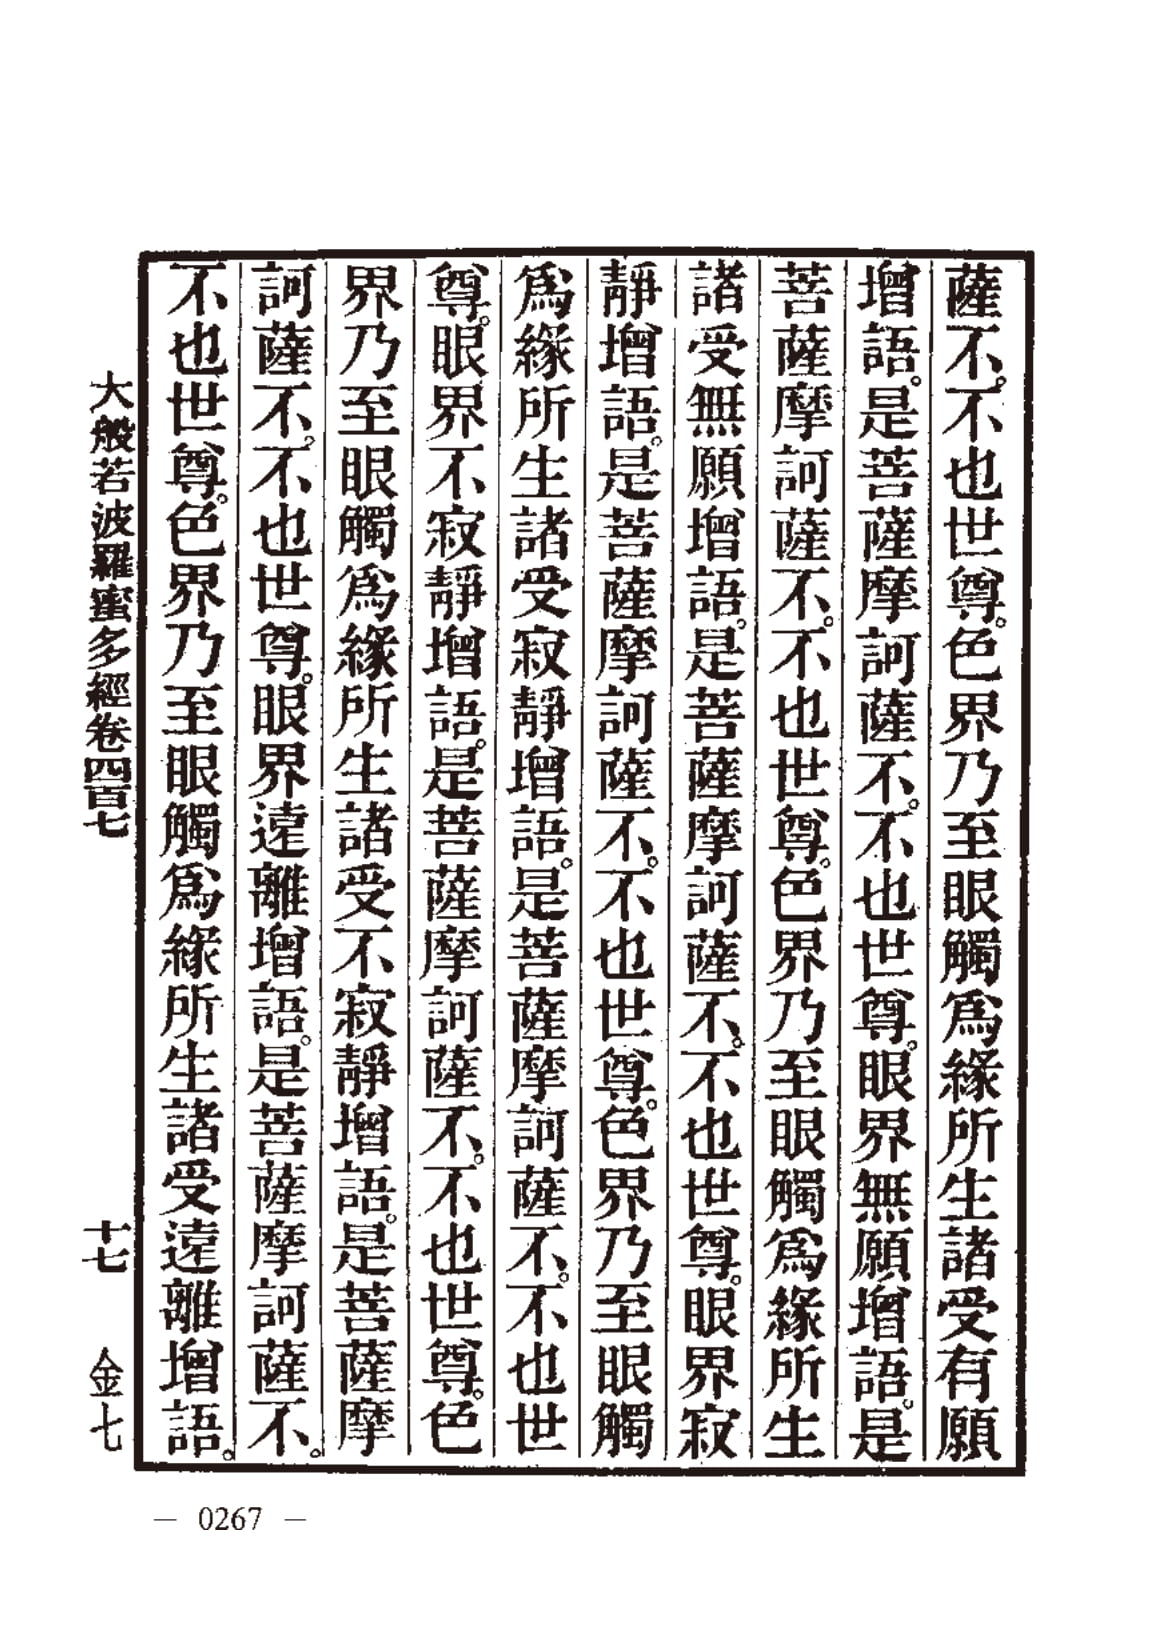 薩不。不也世尊。色界乃至眼觸爲緣所生諸受有願
增語。是菩薩摩訶薩不。不也世尊。眼界無願增語。是
菩薩摩訶薩不。不也世尊。色界乃至眼觸爲緣所生
諸受無願增語。是菩薩摩訶薩不。不也世尊。眼界寂
靜增語。是菩薩摩訶薩不。不也世尊。色界乃至眼觸
爲緣所生諸受寂靜增語。是菩薩摩訶薩不。不也世
尊。眼界不寂靜增語。是菩薩摩訶薩不。不也世尊。色
界乃至眼觸爲緣所生諸受不寂靜增語。是菩薩摩
訶薩不。不也世尊。眼界遠離增語。是菩薩摩訶薩不。
不也世尊。色界乃至眼觸爲緣所生諸受遠離增語。
大般若波羅蜜多經卷四百七 十七 金七
— 0267 —